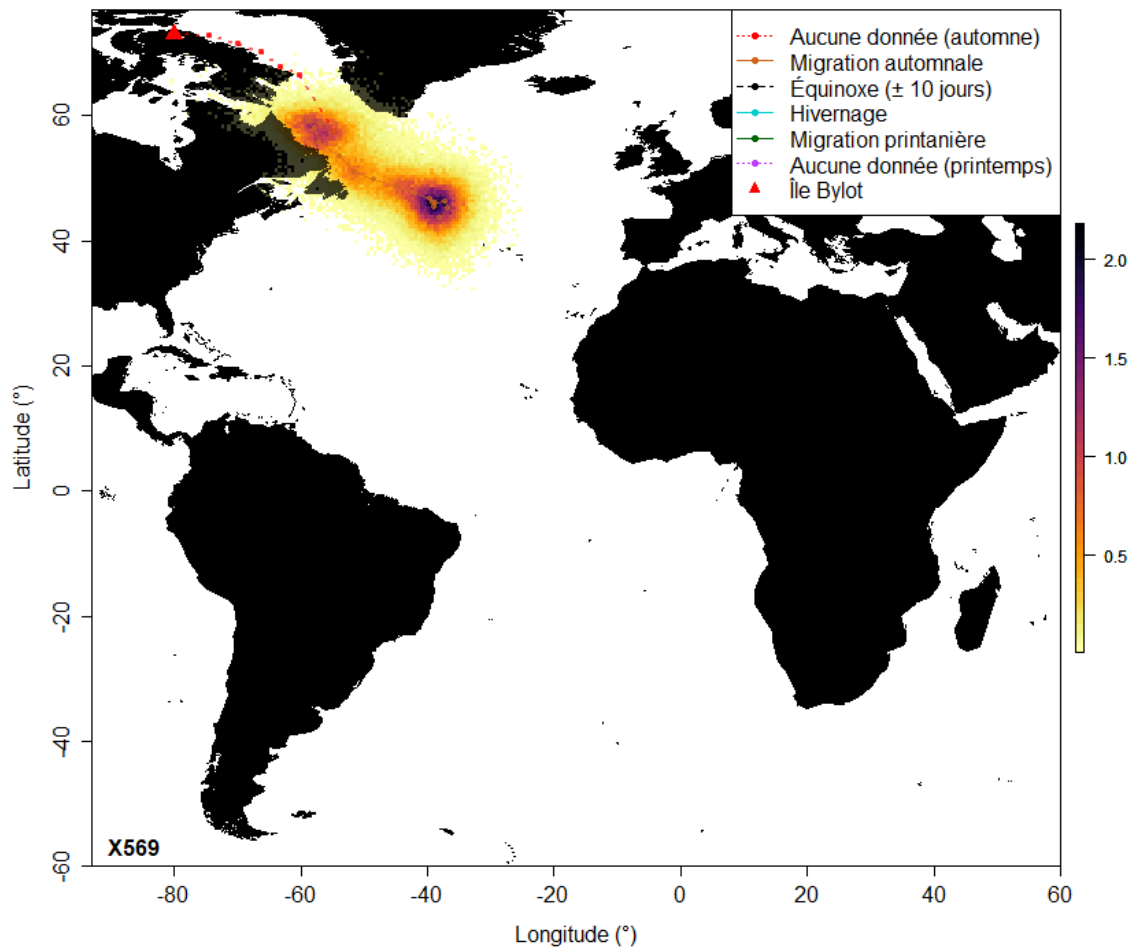 Aucune donnée (automne)
Migration automnale
Équinoxe (± 10 jours)
Hivernage
Migration printanière
Aucune donnée (printemps)
Île Bylot
60
40
20
0
-20
-40
-60
Latitude (°)
2.0
1.5
1.0
0.5
X569
-80 -60 -40 -20 0 20 40 60
Longitude (°)